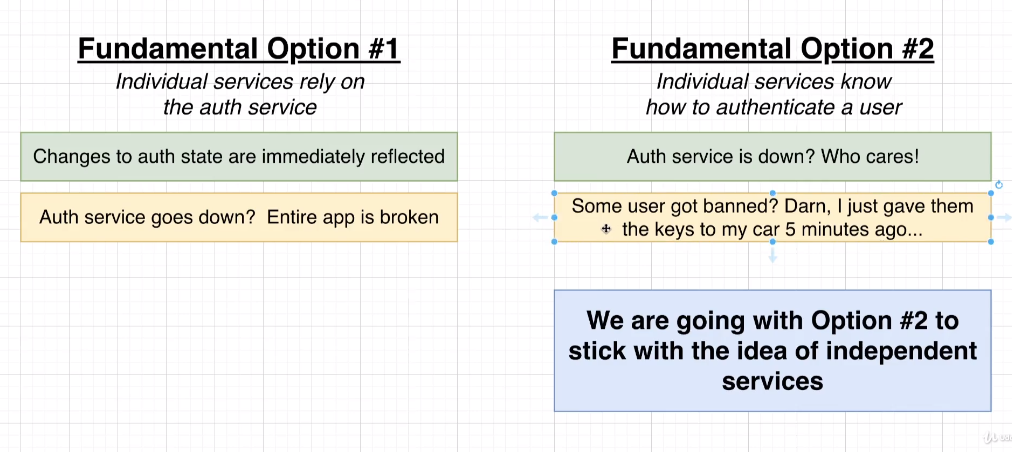 Fundamental Option #1
Individual services rely on
the auth service
Changes to auth state are immediately reflected
Auth service goes down?  Entire app is broken
Fundamental Option #2
Individual services know
how to authenticate a user
Auth service is down? Who cares!
Some user got banned? Darn, I just gave them
the keys to my car 5 minutes ago...
We are going with Option #2 to
stick with the idea of independent
services